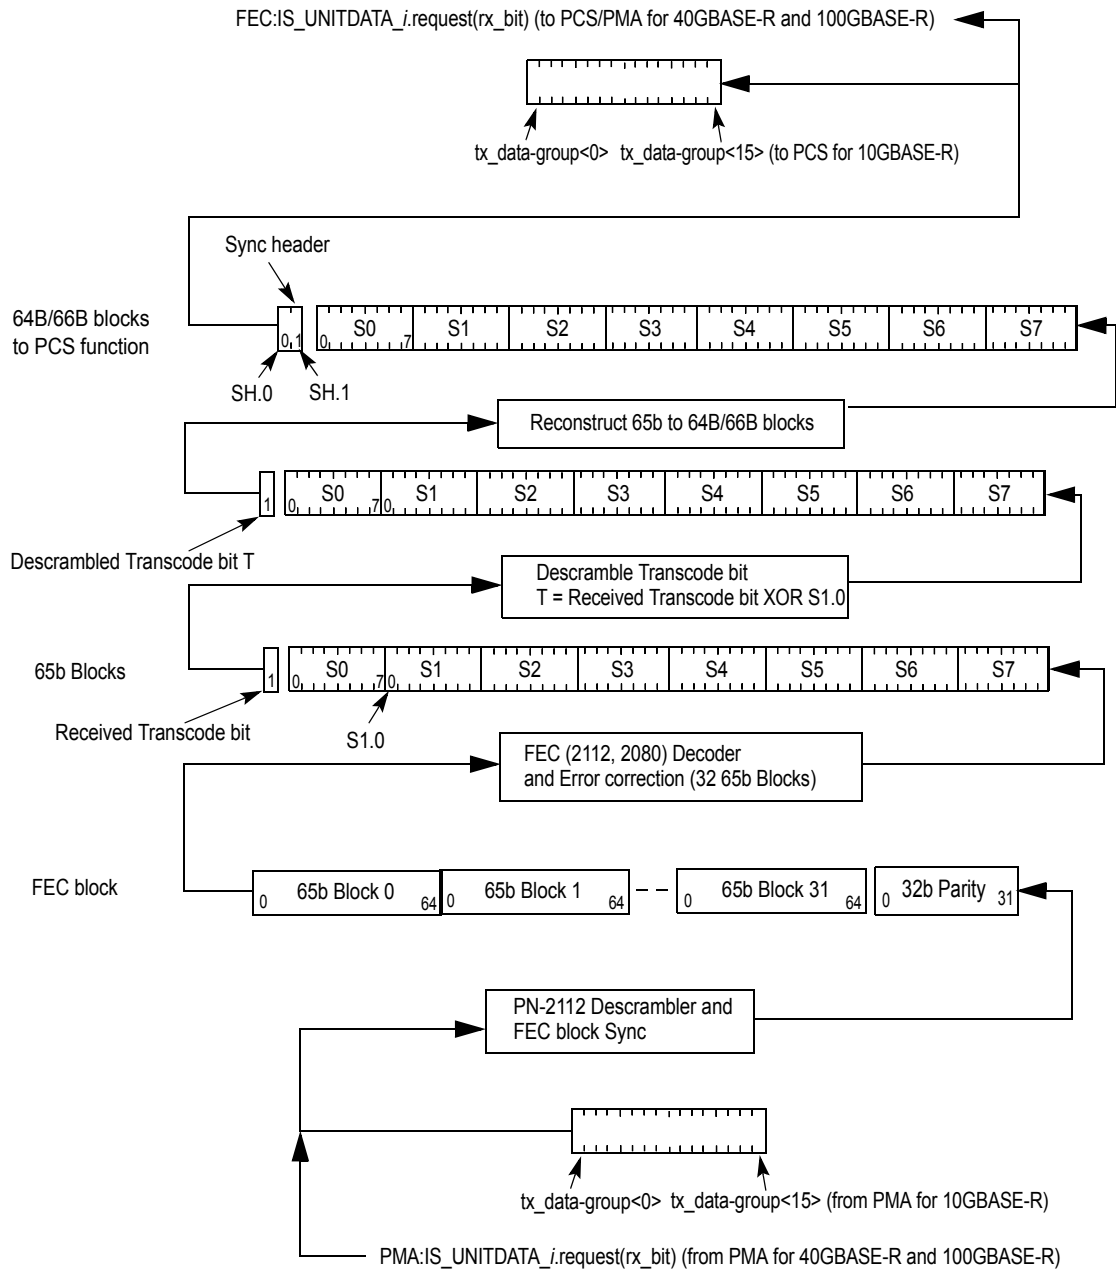 FEC:IS_UNITDATA_i.request(rx_bit) (to PCS/PMA for 40GBASE-R and 100GBASE-R)
tx_data-group<0> tx_data-group<15> (to PCS for 10GBASE-R)
Sync header
64B/66B blocks
to PCS function
0 1 0 S0 7 S1 S2 S3 S4 S5 S6 S7
SH.0 SH.1
Reconstruct 65b to 64B/66B blocks
1 0 S0 7 0 S1 S2 S3 S4 S5 S6 S7
Descrambled Transcode bit T
Descramble Transcode bit
T = Received Transcode bit XOR S1.0
65b Blocks
1 0 S0 7 0 S1 S2 S3 S4 S5 S6 S7
Received Transcode bit
S1.0
FEC (2112, 2080) Decoder
and Error correction (32 65b Blocks)
FEC block
0 65b Block 0 64 0 65b Block 1 64 0 65b Block 31 64 0 32b Parity 31
PN-2112 Descrambler and
FEC block Sync
tx_data-group<0> tx_data-group<15> (from PMA for 10GBASE-R)
PMA:IS_UNITDATA_i.request(rx_bit) (from PMA for 40GBASE-R and 100GBASE-R)